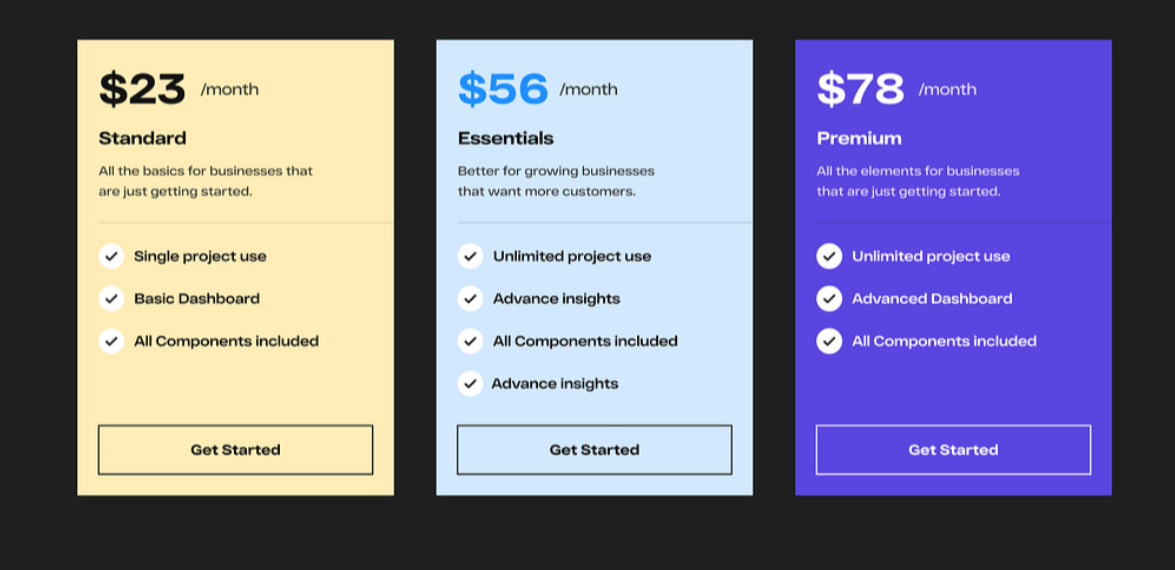 $23 /month
Standard
All the basics for businesses that
are just getting started.
Single project use
Basic Dashboard
All Components included
Get Started
$56 /month
Essentials
Better for growing businesses
that want more customers.
Unlimited project use
Advance insights
All Components included
Advance insights
Get Started
$78 /month
Premium
All the elements for businesses
that are just getting started.
Unlimited project use
Advanced Dashboard
All Components included
Get Started